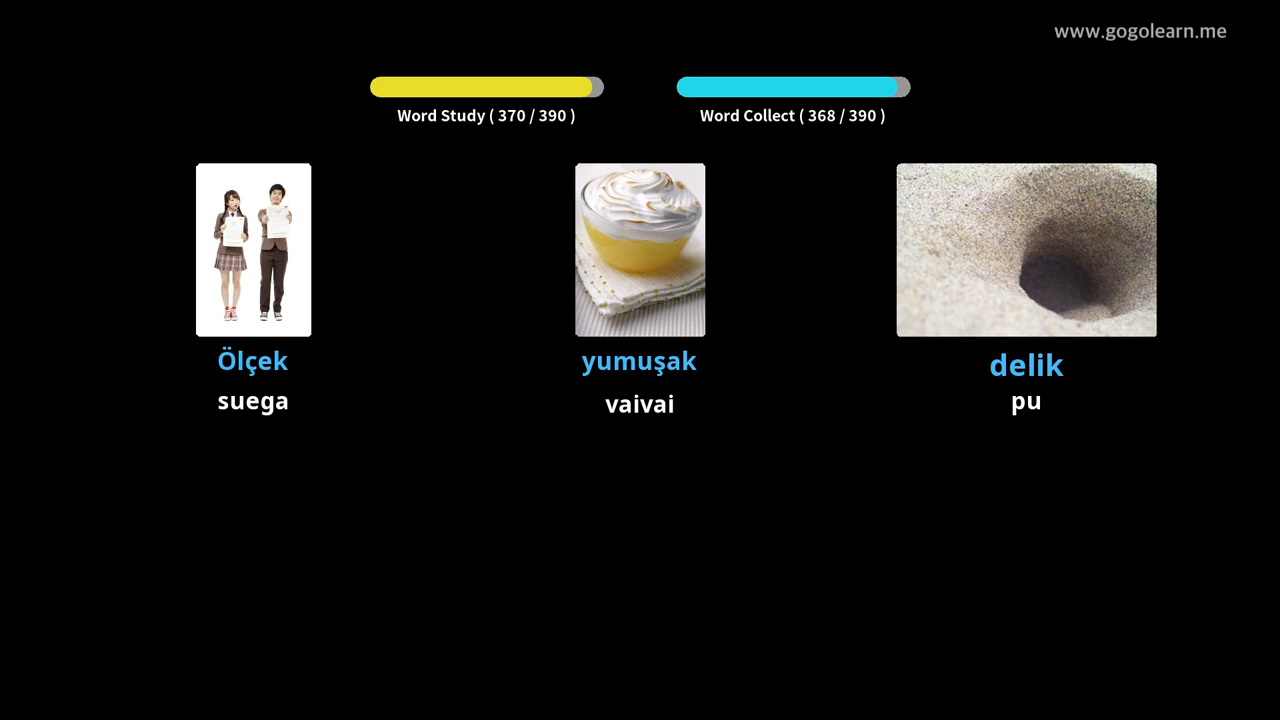 www.gogolearn.me
Word Study ( 370 / 390 )
Word Collect ( 368 / 390 )
Ölçek
suega
yumuşak
vaivai
delik
pu